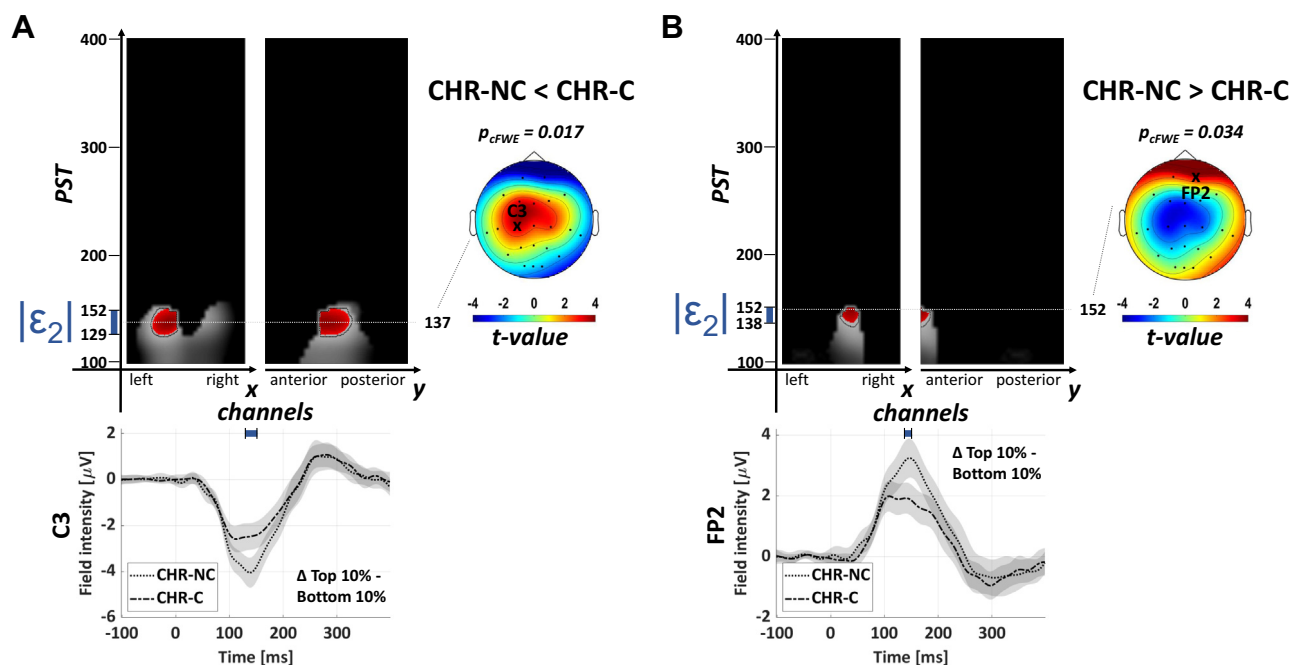 A
400
300
200
152
129
100
PST
|ε2|
left
right
x
anterior
posterior
y
channels
137
CHR-NC < CHR-C
pcFWE = 0.017
C3
x
-4 -2 0 2 4
t-value
2
0
-2
-4
-6
Field intensity [μV]
C3
CHR-NC
CHR-C
Δ Top 10% -
Bottom 10%
-100 0 100 200 300
Time [ms]
B
400
300
200
152
138
100
PST
|ε2|
left
right
x
anterior
posterior
y
channels
152
CHR-NC > CHR-C
pcFWE = 0.034
x
FP2
-4 -2 0 2 4
t-value
4
2
0
-2
Field intensity [μV]
FP2
Δ Top 10% -
Bottom 10%
CHR-NC
CHR-C
-100 0 100 200 300
Time [ms]